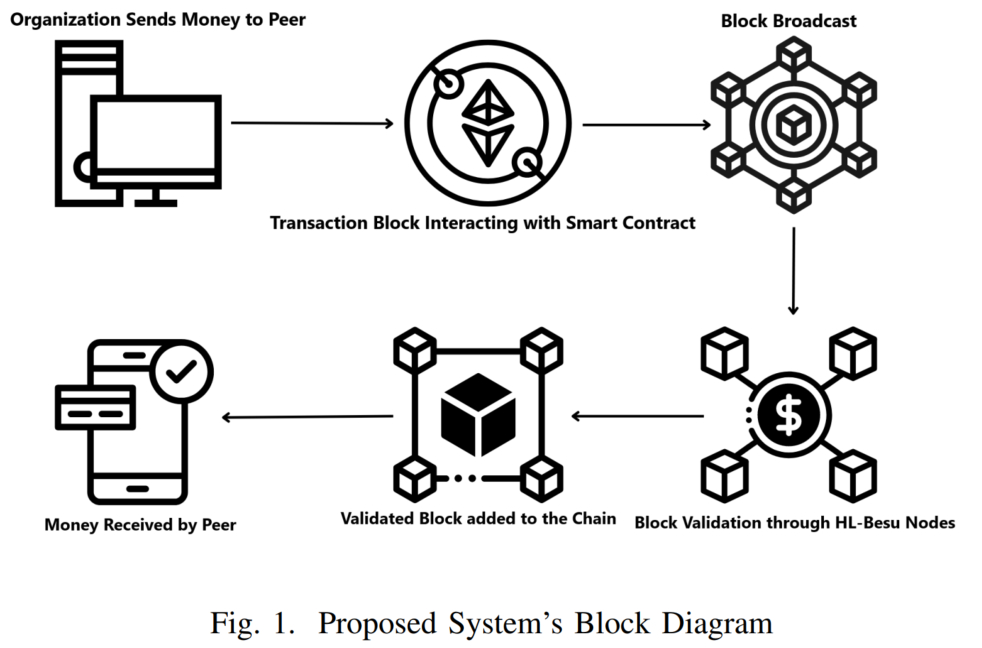 Organization Sends Money to Peer
Block Broadcast
Transaction Block Interacting with Smart Contract
$
Money Received by Peer
Validated Block added to the Chain
Block Validation through HL-Besu Nodes
Fig. 1. Proposed System's Block Diagram